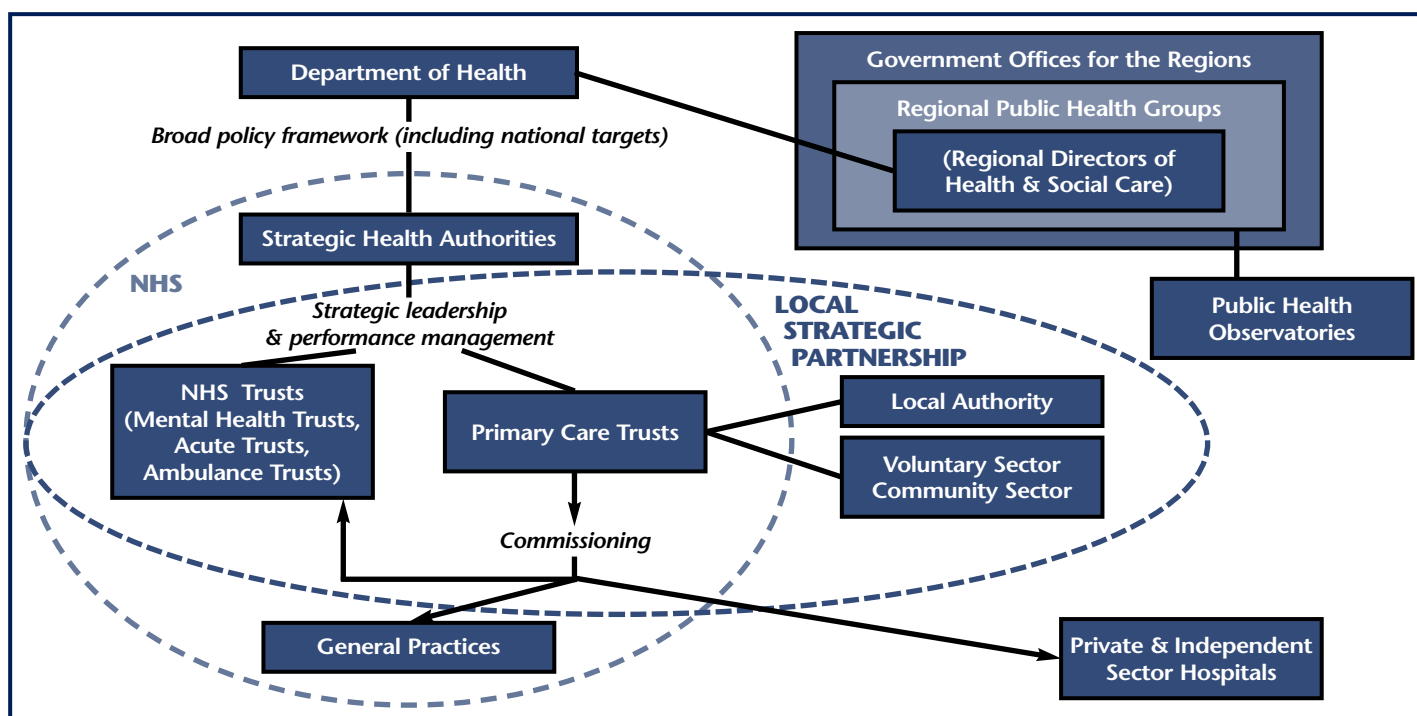 Department of Health
Broad policy framework (including national targets)
Government Offices for the Regions
Regional Public Health Groups
(Regional Directors of
Health & Social Care)
Strategic Health Authorities
NHS
Strategic leadership
& performance management
LOCAL
STRATEGIC
PARTNERSHIP
Public Health
Observatories
NHS Trusts
(Mental Health Trusts,
Acute Trusts,
Ambulance Trusts)
Primary Care Trusts
Local Authority
Voluntary Sector
Community Sector
Commissioning
General Practices
Private & Independent
Sector Hospitals